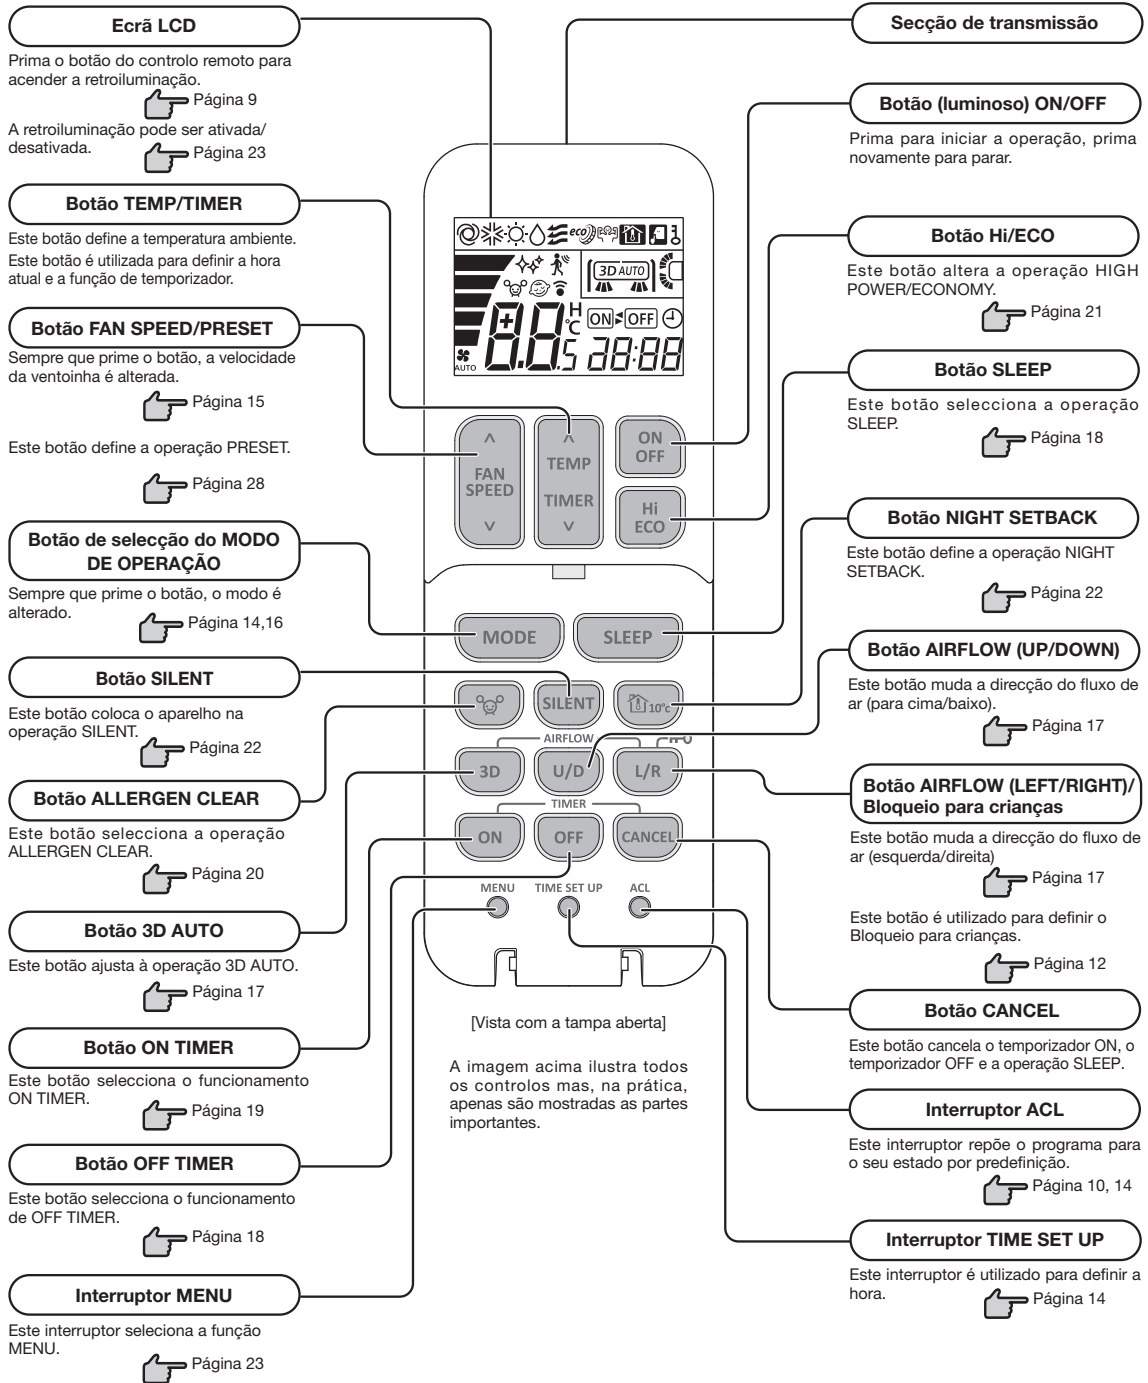 Ecrã LCD
Prima o botão do controlo remoto para
acender a retroiluminação.
Página 9
A retroiluminação pode ser ativada/
desativada.
Página 23
Botão TEMP/TIMER
Este botão define a temperatura ambiente.
Este botão é utilizada para definir a hora
atual e a função de temporizador.
Botão FAN SPEED/PRESET
Sempre que prime o botão, a velocidade
da ventoinha é alterada.
Página 15
Este botão define a operação PRESET.
Página 28
Botão de selecção do MODO
DE OPERAÇÃO
Sempre que prime o botão, o modo é
alterado.
Página 14,16
Botão SILENT
Este botão coloca o aparelho na
operação SILENT.
Página 22
Botão ALLERGEN CLEAR
Este botão selecciona a operação
ALLERGEN CLEAR.
Página 20
Botão 3D AUTO
Este botão ajusta à operação 3D AUTO.
Página 17
Botão ON TIMER
Este botão selecciona o funcionamento
ON TIMER.
Página 19
Botão OFF TIMER
Este botão selecciona o funcionamento
de OFF TIMER.
Página 18
Interruptor MENU
Este interruptor seleciona a função
MENU.
Página 23
eco
3D AUTO
H
°C
ON OFF
AUTO
8.8.5 28:88
FAN
SPEED
TEMP
TIMER
ON
OFF
Hi
ECO
MODE
SLEEP
SILENT
10°C
AIRFLOW
3D
U/D
L/R
TIMER
ON
OFF
CANCEL
MENU
TIME SET UP
ACL
[Vista com a tampa aberta]
A imagem acima ilustra todos
os controlos mas, na prática,
apenas são mostradas as partes
importantes.
Secção de transmissão
Botão (luminoso) ON/OFF
Prima para iniciar a operação, prima
novamente para parar.
Botão Hi/ECO
Este botão altera a operação HIGH
POWER/ECONOMY.
Página 21
Botão SLEEP
Este botão selecciona a operação
SLEEP.
Página 18
Botão NIGHT SETBACK
Este botão define a operação NIGHT
SETBACK.
Página 22
Botão AIRFLOW (UP/DOWN)
Este botão muda a direcção do fluxo de
ar (para cima/baixo).
Página 17
Botão AIRFLOW (LEFT/RIGHT)/
Bloqueio para crianças
Este botão muda a direcção do fluxo de
ar (esquerda/direita)
Página 17
Este botão é utilizado para definir o
Bloqueio para crianças.
Página 12
Botão CANCEL
Este botão cancela o temporizador ON, o
temporizador OFF e a operação SLEEP.
Interruptor ACL
Este interruptor repõe o programa para
o seu estado por predefinição.
Página 10, 14
Interruptor TIME SET UP
Este interruptor é utilizado para definir a
hora.
Página 14